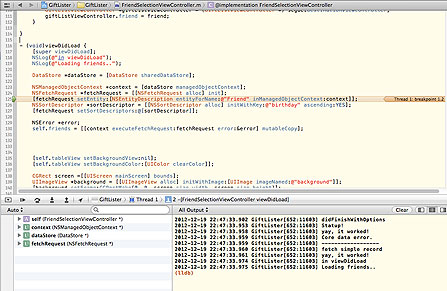 GiftLister
FriendSelectionViewController.m
@implementation FriendSelectionViewController
giftListViewController.friend = friend;
}
}
- (void)viewDidLoad {
[super viewDidLoad];
NSLog(@"in viewDidLoad");
NSLog(@"Loading friends..");
DataStore *dataStore = [DataStore sharedDataStore];
NSManagedObjectContext *context = [dataStore managedObjectContext];
NSFetchRequest *fetchRequest = [[NSFetchRequest alloc] init];
[fetchRequest setEntity:[NSEntityDescription entityForName:@"Friend" inManagedObjectContext:context]];
Thread 1: breakpoint 1.2
NSSortDescriptor *sortDescriptor = [[NSSortDescriptor alloc] initWithKey:@"birthday" ascending:YES];
[fetchRequest setSortDescriptors:@[sortDescriptor]];
NSError *error;
self.friends = [[context executeFetchRequest:fetchRequest error:&error] mutableCopy];
[self.tableView setBackgroundView:nil];
[self.tableView setBackgroundColor:[UIColor clearColor]];
CGRect screen =[[UIScreen mainScreen] bounds];
UIImageView *background = [[UIImageView alloc] initWithImage:[UIImage imageNamed:@"background"]];
GiftLister
Thread 1
2 -[FriendSelectionViewController viewDidLoad]
Auto
All Output
Clear
self (FriendSelectionViewController *)
context (NSManagedObjectContext *)
dataStore (DataStore *)
fetchRequest (NSFetchRequest *)
2012-12-19 22:47:33.902 GiftLister[652:11603] didFinishWithOptions
2012-12-19 22:47:33.953 GiftLister[652:11603] Statup!
2012-12-19 22:47:33.958 GiftLister[652:11603] yay, it worked!
2012-12-19 22:47:33.959 GiftLister[652:11603] Core data error.
2012-12-19 22:47:33.959 GiftLister[652:11603] ------------------
2012-12-19 22:47:33.960 GiftLister[652:11603] fetch simple record
2012-12-19 22:47:33.961 GiftLister[652:11603] yay, it worked!
2012-12-19 22:47:33.974 GiftLister[652:11603] in viewDidLoad
2012-12-19 22:47:33.975 GiftLister[652:11603] Loading friends..
(lldb)